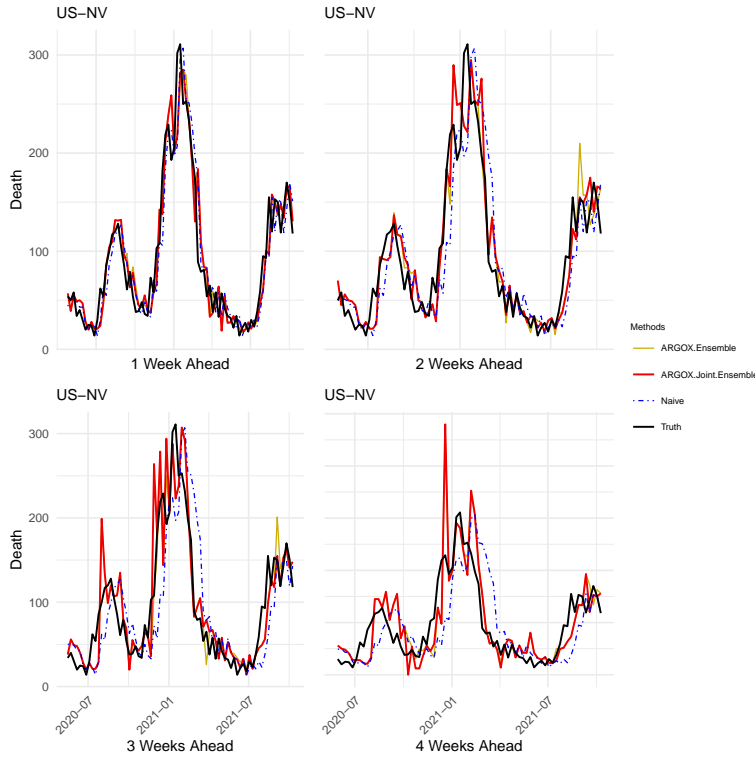 US−NV
US−NV
300
200
100
0
Death
1 Week Ahead
2 Weeks Ahead
Methods
ARGOX.Ensemble
ARGOX.Joint.Ensemble
Naive
Truth
US−NV
US−NV
300
200
100
0
Death
2020−07
2021−01
2021−07
2020−07
2021−01
2021−07
3 Weeks Ahead
4 Weeks Ahead